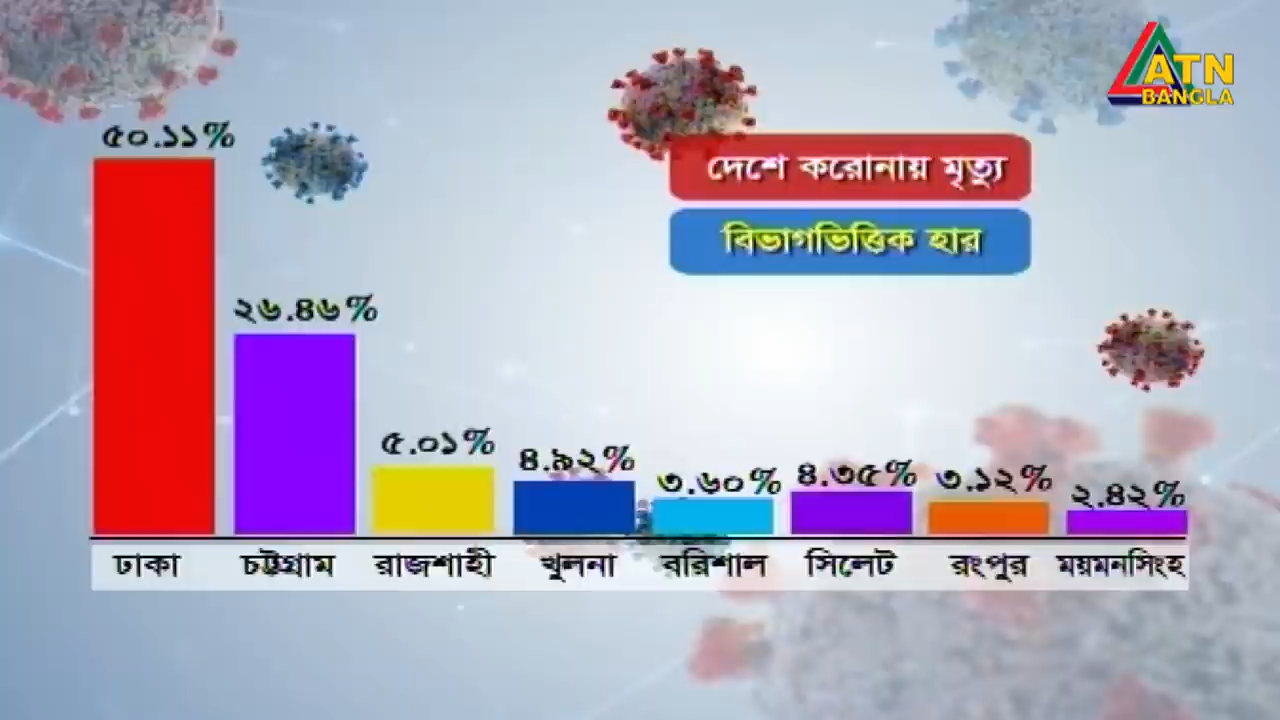 ATN
BANGLA
দেশে করোনায় মৃত্যু
বিভাগভিত্তিক হার
৫০.১১%
২৬.৪৬%
৫.০১%
৪.৯২%
৩.৬০%
৪.৩৫%
৩.১২%
২.৪২%
ঢাকা চট্টগ্রাম রাজশাহী খুলনা বরিশাল সিলেট রংপুর ময়মনসিংহ